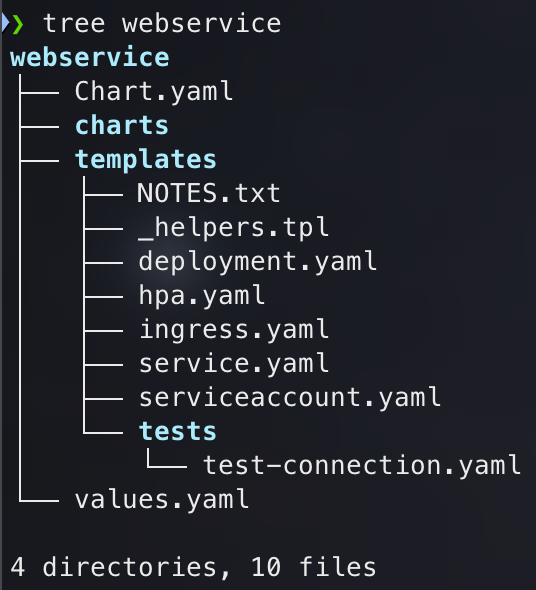 ❯ tree webservice
webservice
├── Chart.yaml
├── charts
├── templates
│   ├── NOTES.txt
│   ├── _helpers.tpl
│   ├── deployment.yaml
│   ├── hpa.yaml
│   ├── ingress.yaml
│   ├── service.yaml
│   ├── serviceaccount.yaml
│   └── tests
│       └── test-connection.yaml
└── values.yaml

4 directories, 10 files